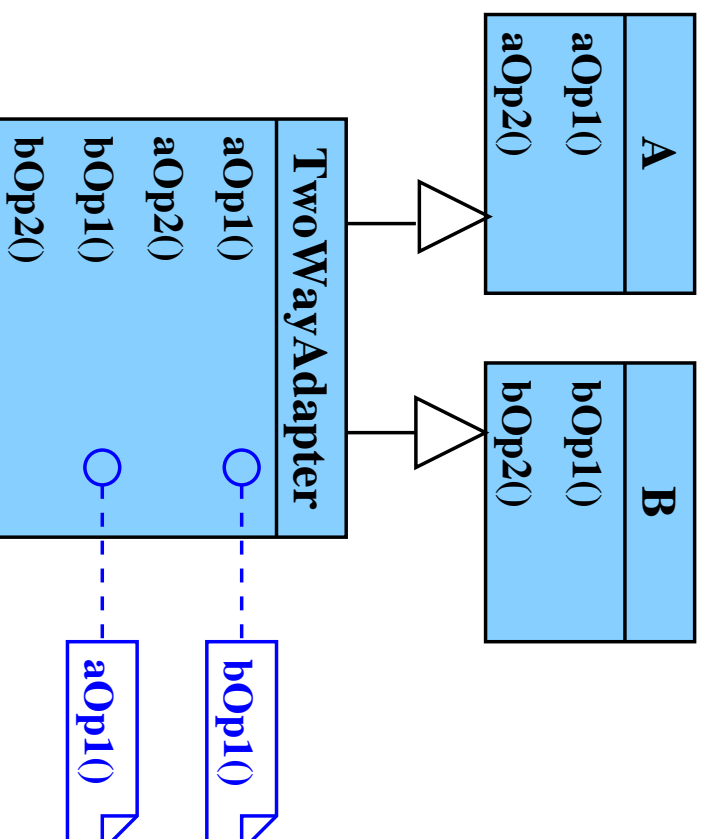 A
aOp1()
aOp2()
B
bOp1()
bOp2()
TwoWayAdapter
aOp1()
aOp2()
bOp1()
bOp2()
bOp1()
aOp1()